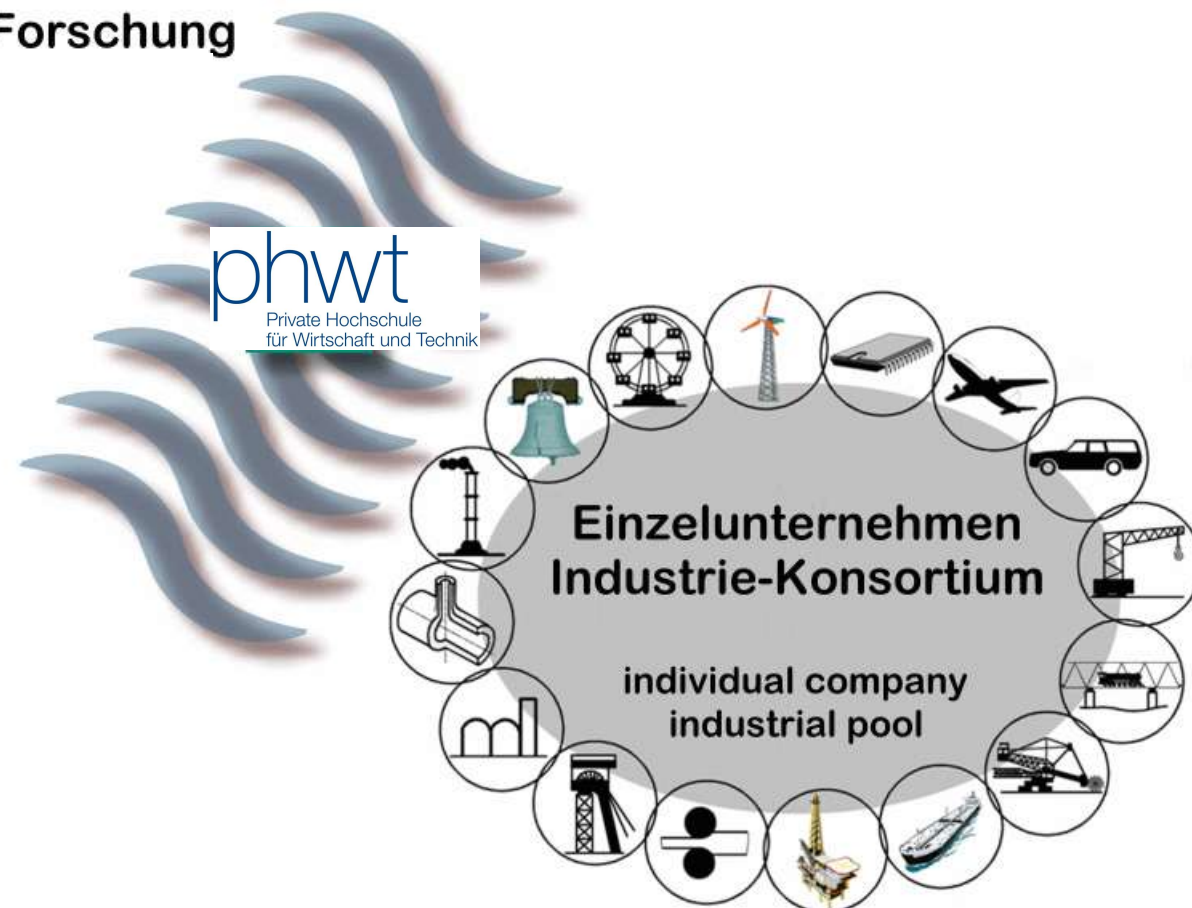 Forschung
phwt
Private Hochschule
für Wirtschaft und Technik
Einzelunternehmen
Industrie-Konsortium
individual company
industrial pool